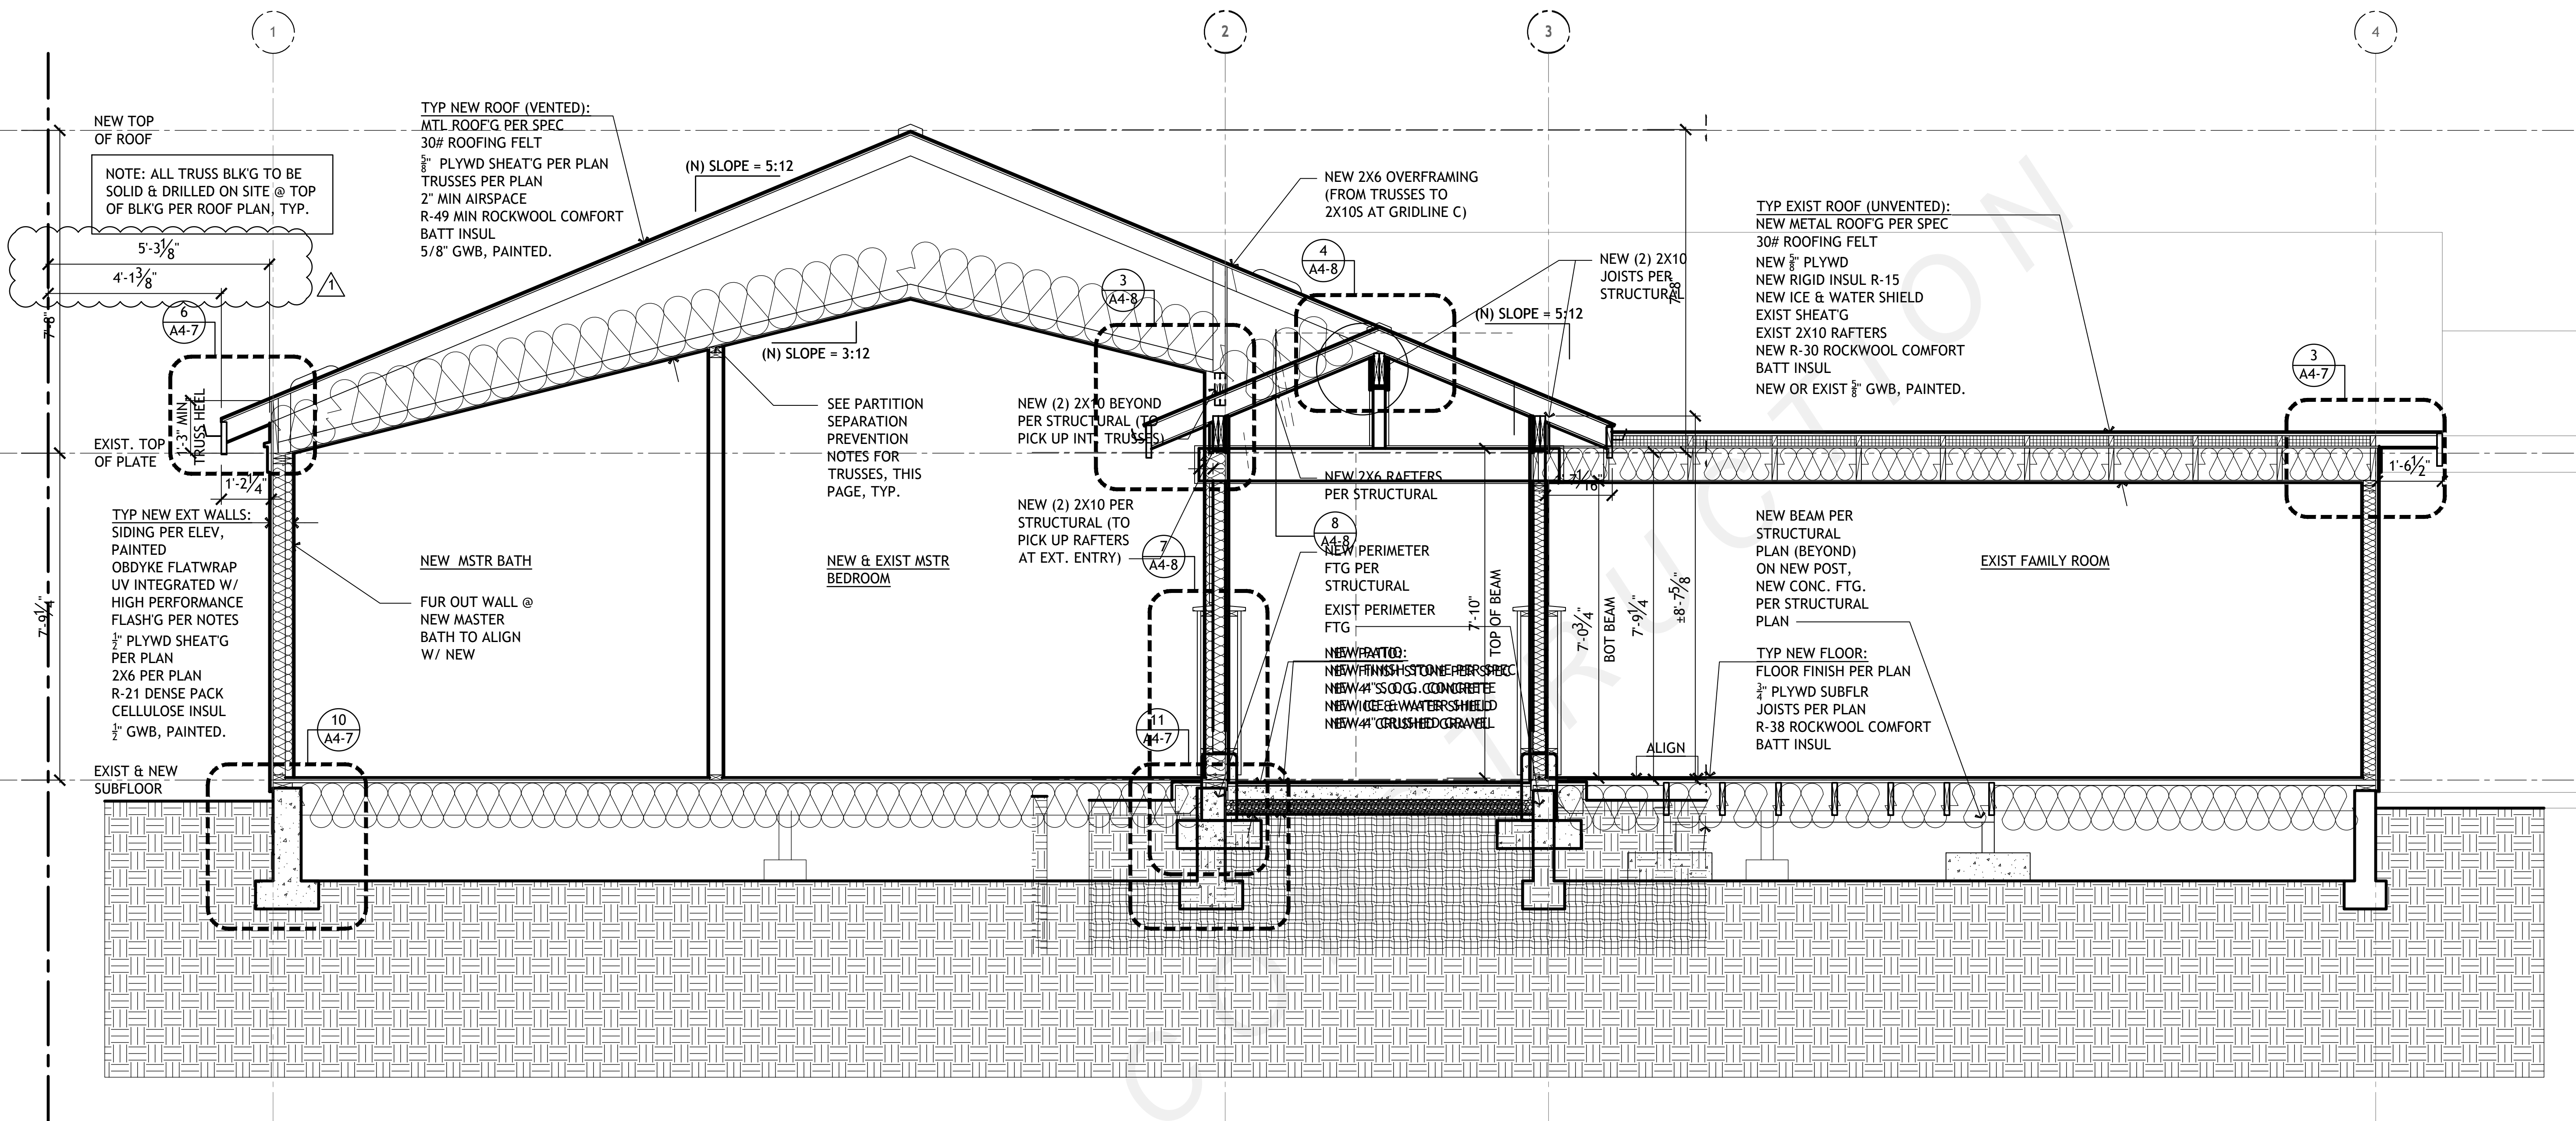 1
2
3
4
NEW TOP
OF ROOF
NOTE: ALL TRUSS BLK'G TO BE
SOLID & DRILLED ON SITE @ TOP
OF BLK'G PER ROOF PLAN, TYP.
5'-3⅛"
4'-1⅜"
1
6
A4-7
7'-8"
1'-3" MIN
TRUSS HEEL
EXIST. TOP
OF PLATE
1'-2¼"
TYP NEW EXT WALLS:
SIDING PER ELEV,
PAINTED
OBDYKE FLATWRAP
UV INTEGRATED W/
HIGH PERFORMANCE
FLASH'G PER NOTES
½" PLYWD SHEAT'G
PER PLAN
2X6 PER PLAN
R-21 DENSE PACK
CELLULOSE INSUL
½" GWB, PAINTED.
7'-9¼"
EXIST & NEW
SUBFLOOR
10
A4-7
TYP NEW ROOF (VENTED):
MTL ROOF'G PER SPEC
30# ROOFING FELT
⅝" PLYWD SHEAT'G PER PLAN
TRUSSES PER PLAN
2" MIN AIRSPACE
R-49 MIN ROCKWOOL COMFORT
BATT INSUL
5/8" GWB, PAINTED.
(N) SLOPE = 5:12
(N) SLOPE = 3:12
NEW MSTR BATH
FUR OUT WALL @
NEW MASTER
BATH TO ALIGN
W/ NEW
SEE PARTITION
SEPARATION
PREVENTION
NOTES FOR
TRUSSES, THIS
PAGE, TYP.
NEW & EXIST MSTR
BEDROOM
3
A4-8
NEW (2) 2X10 BEYOND
PER STRUCTURAL (TO
PICK UP INT. TRUSSES)
NEW (2) 2X10 PER
STRUCTURAL (TO
PICK UP RAFTERS
AT EXT. ENTRY)
7
A4-8
11
A4-7
NEW 2X6 OVERFRAMING
(FROM TRUSSES TO
2X10S AT GRIDLINE C)
4
A4-8
NEW (2) 2X10
JOISTS PER
STRUCTURAL
7'-8"
(N) SLOPE = 5:12
NEW 2X6 RAFTERS
PER STRUCTURAL
8
A4-8
NEW PERIMETER
FTG PER
STRUCTURAL
EXIST PERIMETER
FTG
NEW PATIO:
NEW FINISH STONE PER SPEC
NEW 4" S.O.G. CONCRETE
NEW ICE & WATER SHIELD
NEW 4" CRUSHED GRAVEL
7'-10"
TOP OF BEAM
7'-0¾"
BOT BEAM
7'-9¼"
±8'-7⅝"
ALIGN
TYP EXIST ROOF (UNVENTED):
NEW METAL ROOF'G PER SPEC
30# ROOFING FELT
NEW ⅝" PLYWD
NEW RIGID INSUL R-15
NEW ICE & WATER SHIELD
EXIST SHEAT'G
EXIST 2X10 RAFTERS
NEW R-30 ROCKWOOL COMFORT
BATT INSUL
NEW OR EXIST ⅝" GWB, PAINTED.
3
A4-7
1'-6½"
NEW BEAM PER
STRUCTURAL
PLAN (BEYOND)
ON NEW POST,
NEW CONC. FTG.
PER STRUCTURAL
PLAN
EXIST FAMILY ROOM
TYP NEW FLOOR:
FLOOR FINISH PER PLAN
¾" PLYWD SUBFLR
JOISTS PER PLAN
R-38 ROCKWOOL COMFORT
BATT INSUL